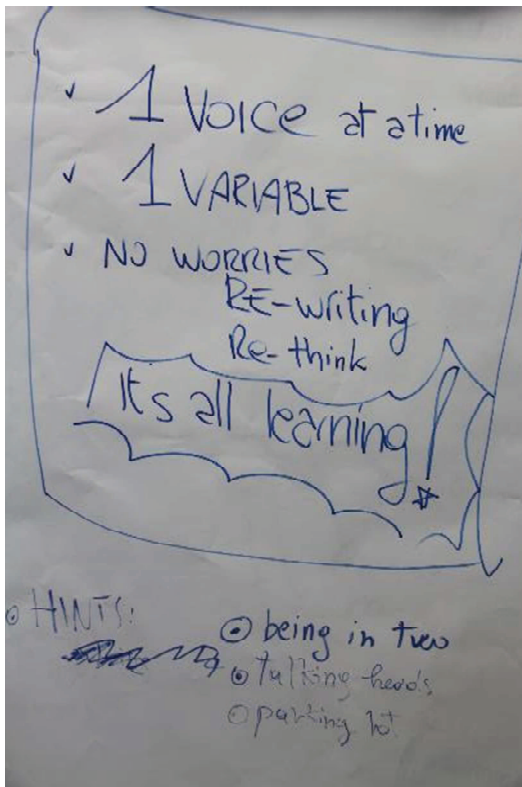 1 VOICE at a time
1 VARIABLE
NO WORRIES
RE-writing
Re-think
It's all learning!
HINTS:
being in two
talking heads
parking lot